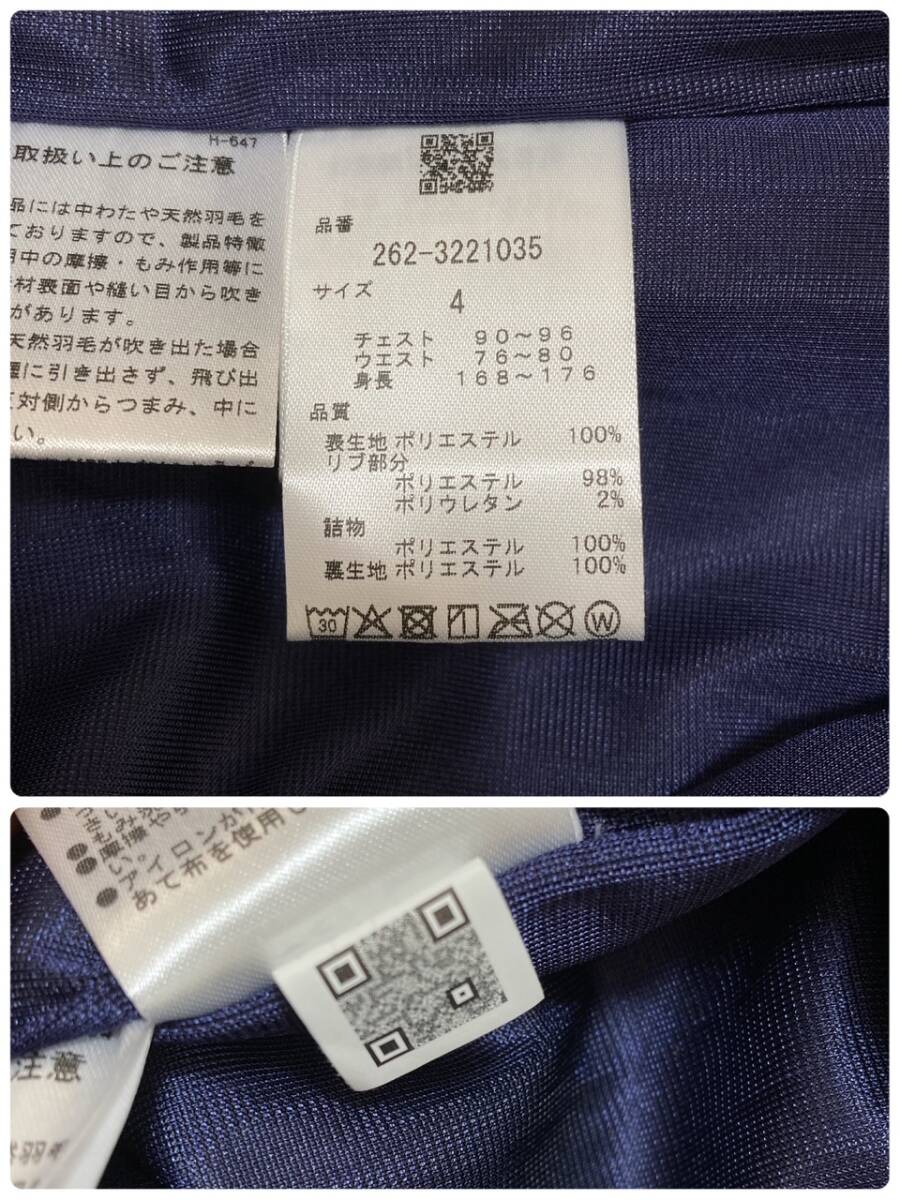 H-647
取扱い上のご注意
品には中わたや天然羽毛を
ておりますので、製品特徴
用中の摩擦・もみ作用等に
材表面や縫い目から吹き
があります。
天然羽毛が吹き出た場合
に引き出さず、飛び出
対側からつまみ、中に
い。
品番
262-3221035
サイズ 4
チェスト 90～96
ウエスト 76～80
身長 168～176
品質
表生地 ポリエステル 100%
リブ部分
ポリエステル 98%
ポリウレタン 2%
詰物
ポリエステル 100%
裏生地 ポリエステル 100%
30 W
●摩擦や
い。
●アイロンが
あて布を使用し
注意